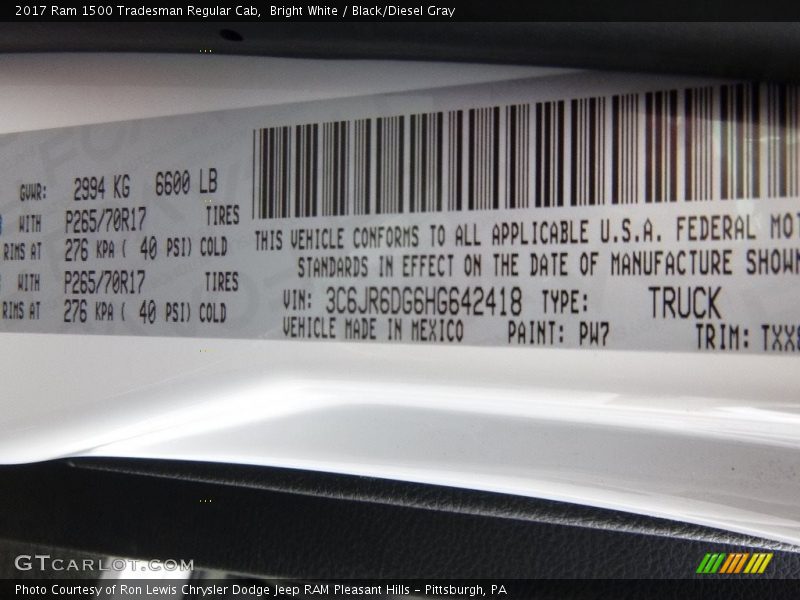 2017 Ram 1500 Tradesman Regular Cab, Bright White / Black/Diesel Gray
GVWR: 2994 KG 6600 LB
WITH P265/70R17 TIRES
RIMS AT 276 KPA ( 40 PSI) COLD
WITH P265/70R17 TIRES
RIMS AT 276 KPA ( 40 PSI) COLD
THIS VEHICLE CONFORMS TO ALL APPLICABLE U.S.A. FEDERAL MOT
STANDARDS IN EFFECT ON THE DATE OF MANUFACTURE SHOWN
VIN: 3C6JR6DG6HG642418 TYPE: TRUCK
VEHICLE MADE IN MEXICO PAINT: PW7 TRIM: TXX8
GTCARLOT.COM
Photo Courtesy of Ron Lewis Chrysler Dodge Jeep RAM Pleasant Hills - Pittsburgh, PA